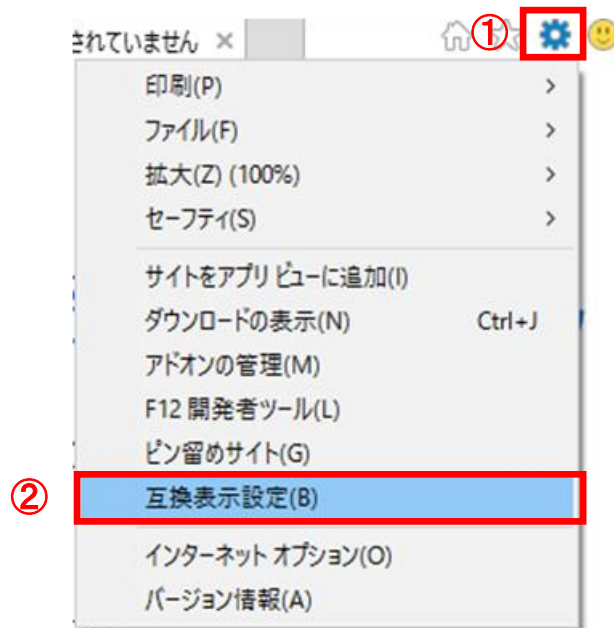 されていません ×
①
印刷(P) >
ファイル(F) >
拡大(Z) (100%) >
セーフティ(S) >
サイトをアプリ ビューに追加(I)
ダウンロードの表示(N) Ctrl+J
アドオンの管理(M)
F12 開発者ツール(L)
ピン留めサイト(G)
② 互換表示設定(B)
インターネット オプション(O)
バージョン情報(A)